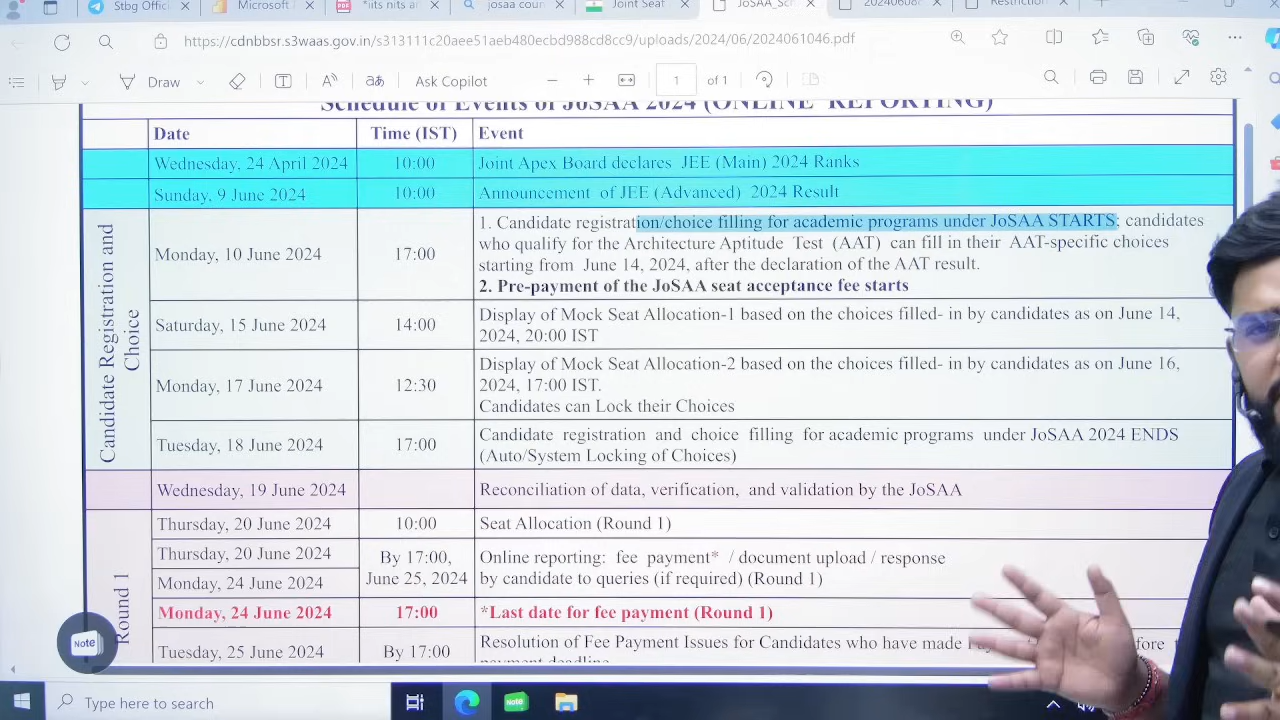 Stbg Offic
Microsoft.
*iits nits ar
josaa coun
Joint Seat
JoSAA_Sc
20240608
Restriction
https://cdnbbsr.s3waas.gov.in/s313111c20aee51aeb480ecbd988cd8cc9/uploads/2024/06/2024061046.pdf
Draw
Ask Copilot
1 of 1
Schedule of Events of JoSAA 2024 (ONLINE REPORTING)
Date Time (IST) Event
Wednesday, 24 April 2024 10:00 Joint Apex Board declares JEE (Main) 2024 Ranks
Sunday, 9 June 2024 10:00 Announcement of JEE (Advanced) 2024 Result
Candidate Registration and
Choice
Monday, 10 June 2024 17:00
1. Candidate registration/choice filling for academic programs under JoSAA STARTS; candidates
who qualify for the Architecture Aptitude Test (AAT) can fill in their AAT-specific choices
starting from June 14, 2024, after the declaration of the AAT result.
2. Pre-payment of the JoSAA seat acceptance fee starts
Saturday, 15 June 2024 14:00
Display of Mock Seat Allocation-1 based on the choices filled- in by candidates as on June 14,
2024, 20:00 IST
Monday, 17 June 2024 12:30
Display of Mock Seat Allocation-2 based on the choices filled- in by candidates as on June 16,
2024, 17:00 IST.
Candidates can Lock their Choices
Tuesday, 18 June 2024 17:00
Candidate registration and choice filling for academic programs under JoSAA 2024 ENDS
(Auto/System Locking of Choices)
Wednesday, 19 June 2024 Reconciliation of data, verification, and validation by the JoSAA
Round 1
Thursday, 20 June 2024 10:00 Seat Allocation (Round 1)
Thursday, 20 June 2024
Monday, 24 June 2024
By 17:00,
June 25, 2024
Online reporting: fee payment* / document upload / response
by candidate to queries (if required) (Round 1)
Monday, 24 June 2024 17:00 *Last date for fee payment (Round 1)
Tuesday, 25 June 2024 By 17:00 Resolution of Fee Payment Issues for Candidates who have made
payment deadline
Note
Type here to search